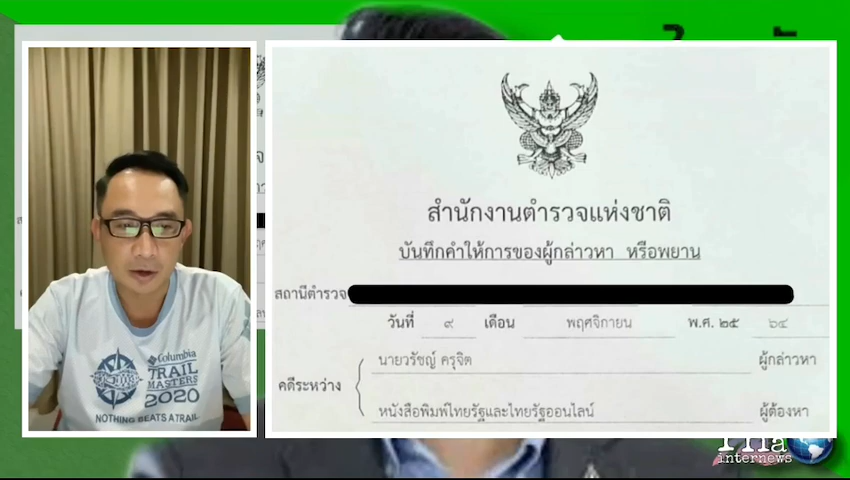 สำนักงานตำรวจแห่งชาติ
บันทึกคำให้การของผู้กล่าวหา หรือพยาน
สถานีตำรวจ
วันที่ ๙ เดือน พฤศจิกายน พ.ศ. ๒๕ ๖๔
นายวรัชญ์ ครุจิต ผู้กล่าวหา
คดีระหว่าง
หนังสือพิมพ์ไทยรัฐและไทยรัฐออนไลน์ ผู้ต้องหา
Columbia
TRAIL
MASTERS
2020
NOTHING BEATS A TRAIL
internews